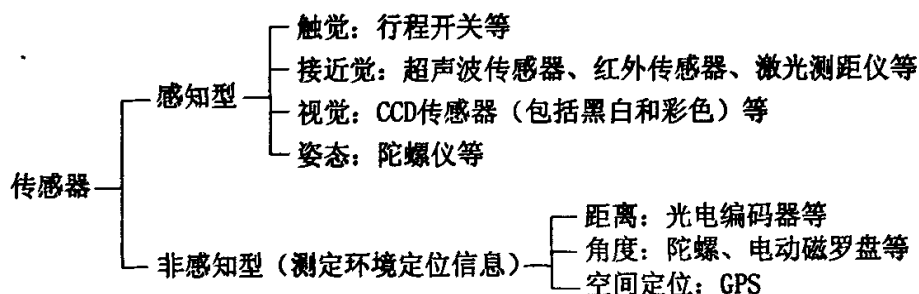 触觉：行程开关等
接近觉：超声波传感器、红外传感器、激光测距仪等
感知型
视觉：CCD传感器（包括黑白和彩色）等
姿态：陀螺仪等
传感器
距离：光电编码器等
非感知型（测定环境定位信息）
角度：陀螺、电动磁罗盘等
空间定位：GPS